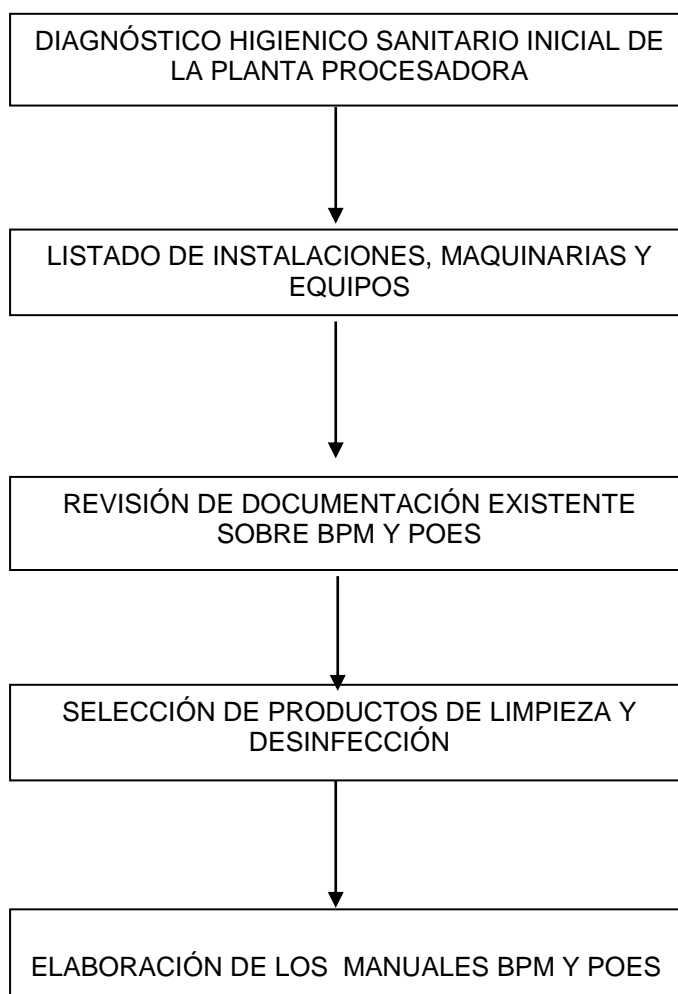 DIAGNÓSTICO HIGIENICO SANITARIO INICIAL DE
LA PLANTA PROCESADORA
LISTADO DE INSTALACIONES, MAQUINARIAS Y
EQUIPOS
REVISIÓN DE DOCUMENTACIÓN EXISTENTE
SOBRE BPM Y POES
SELECCIÓN DE PRODUCTOS DE LIMPIEZA Y
DESINFECCIÓN
ELABORACIÓN DE LOS MANUALES BPM Y POES